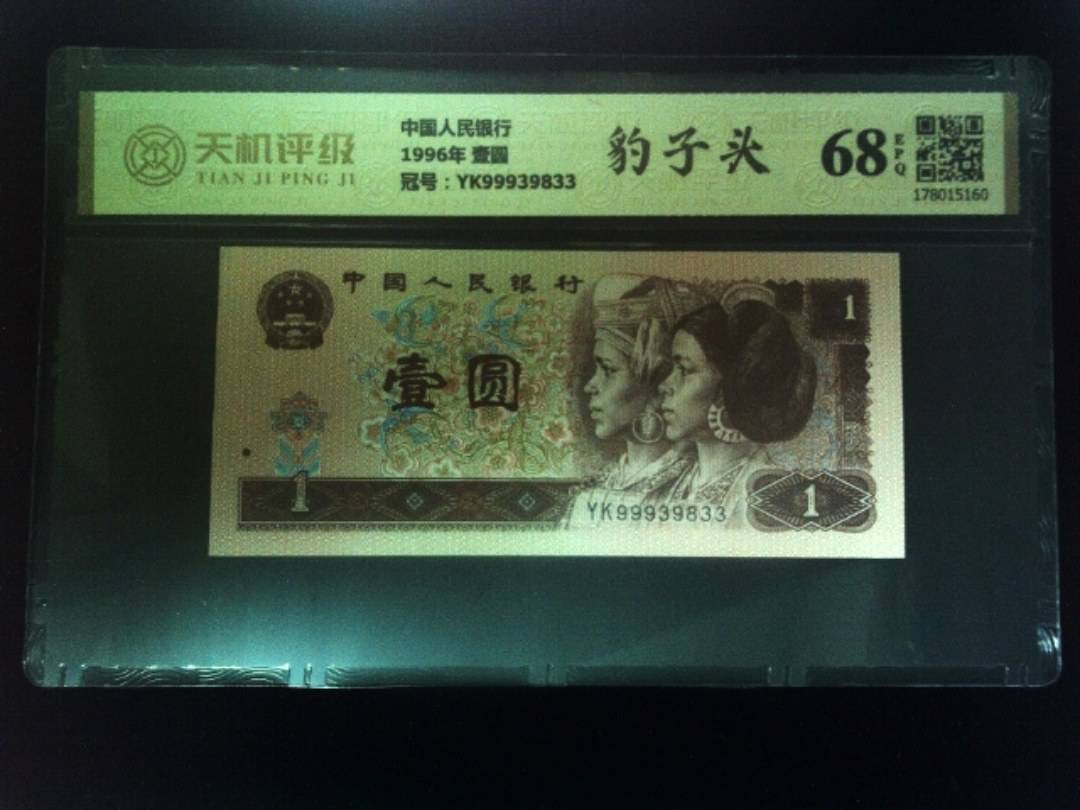 天机评级
TIAN JI PING JI
中国人民银行
1996年 壹圆
冠号：YK99939833
豹子头
68
EPQ
178015160
中国人民银行
1
壹圆
1
YK99939833
1